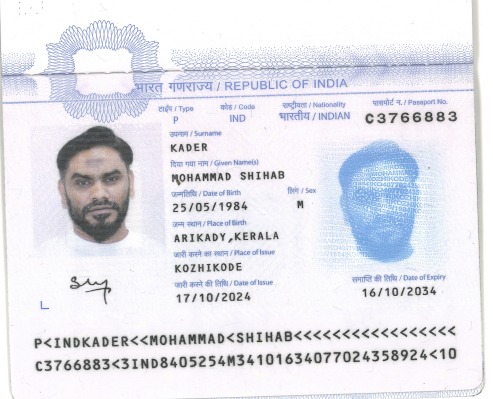 भारत गणराज्य / REPUBLIC OF INDIA
टाईप / Type कोड / Code राष्ट्रीयता / Nationality पासपोर्ट न. / Passport No.
P IND भारतीय / INDIAN C3766883
उपनाम / Surname
KADER
दिया गया नाम / Given Name(s)
MOHAMMAD SHIHAB
जन्मतिथि / Date of Birth लिंग / Sex
25/05/1984 M
जन्म स्थान / Place of Birth
ARIKADY,KERALA
जारी करने का स्थान / Place of Issue
KOZHIKODE
जारी करने की तिथि / Date of Issue समाप्ति की तिथि / Date of Expiry
17/10/2024 16/10/2034
P<INDKADER<<MOHAMMAD<SHIHAB<<<<<<<<<<<<<<<<<
C3766883<3IND8405254M34101634077024358924<10